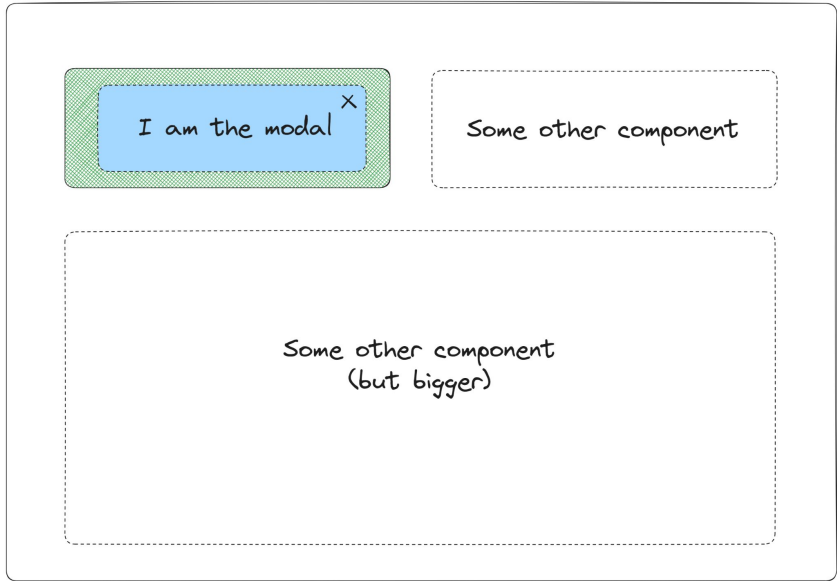 I am the modal
Some other component
Some other component
(but bigger)